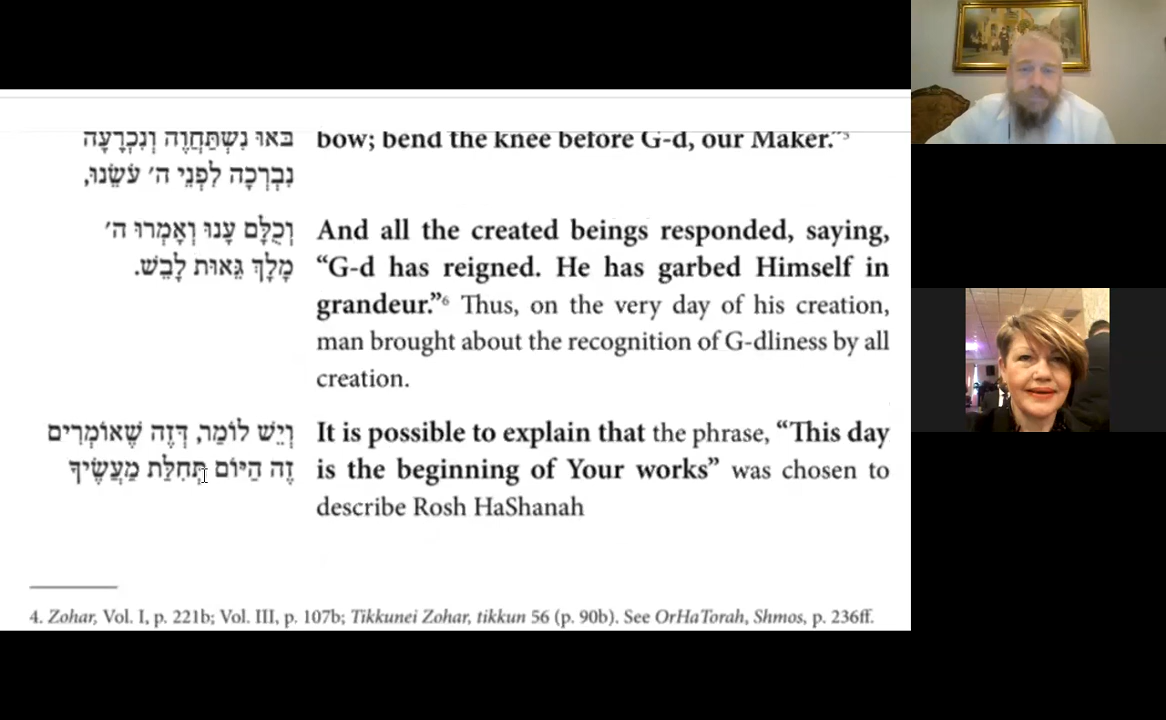 בֹּאוּ נִשְׁתַּחֲוֶה וְנִכְרָעָה
נִבְרְכָה לִפְנֵי ה׳ עֹשֵׂנוּ,
bow; bend the knee before G-d, our Maker.”⁵
וְכֻלָּם עָנוּ וְאָמְרוּ ה׳
מָלָךְ גֵּאוּת לָבֵשׁ.
And all the created beings responded, saying,
“G-d has reigned. He has garbed Himself in
grandeur.”⁶ Thus, on the very day of his creation,
man brought about the recognition of G-dliness by all
creation.
וְיֵשׁ לוֹמַר, דְּזֶה שֶׁאוֹמְרִים
זֶה הַיּוֹם תְּחִלַּת מַעֲשֶׂיךָ
It is possible to explain that the phrase, “This day
is the beginning of Your works” was chosen to
describe Rosh HaShanah
4. Zohar, Vol. I, p. 221b; Vol. III, p. 107b; Tikkunei Zohar, tikkun 56 (p. 90b). See OrHaTorah, Shmos, p. 236ff.